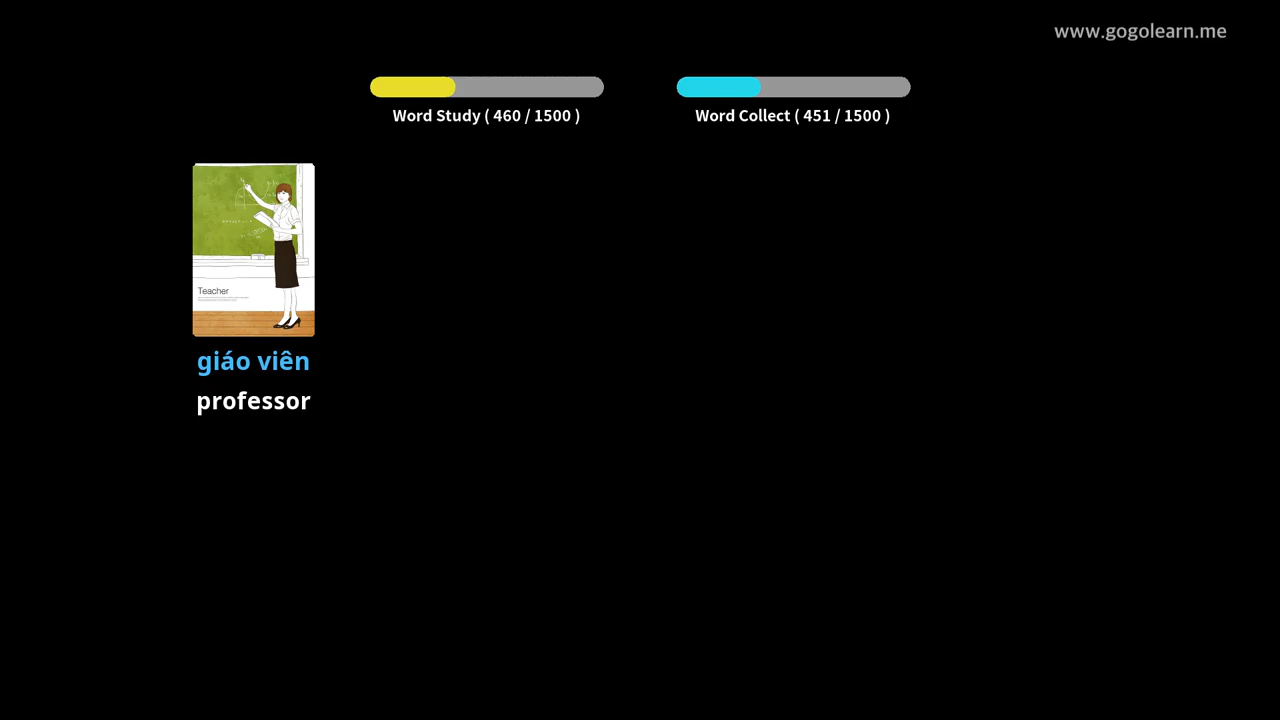 www.gogolearn.me
Word Study ( 460 / 1500 )
Word Collect ( 451 / 1500 )
Teacher
giáo viên
professor